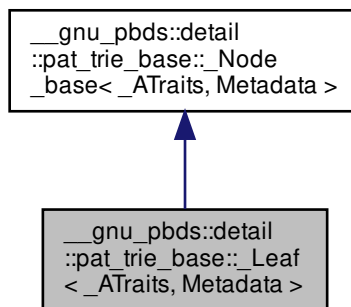 __gnu_pbds::detail
::pat_trie_base::_Node
_base< _ATraits, Metadata >
__gnu_pbds::detail
::pat_trie_base::_Leaf
< _ATraits, Metadata >